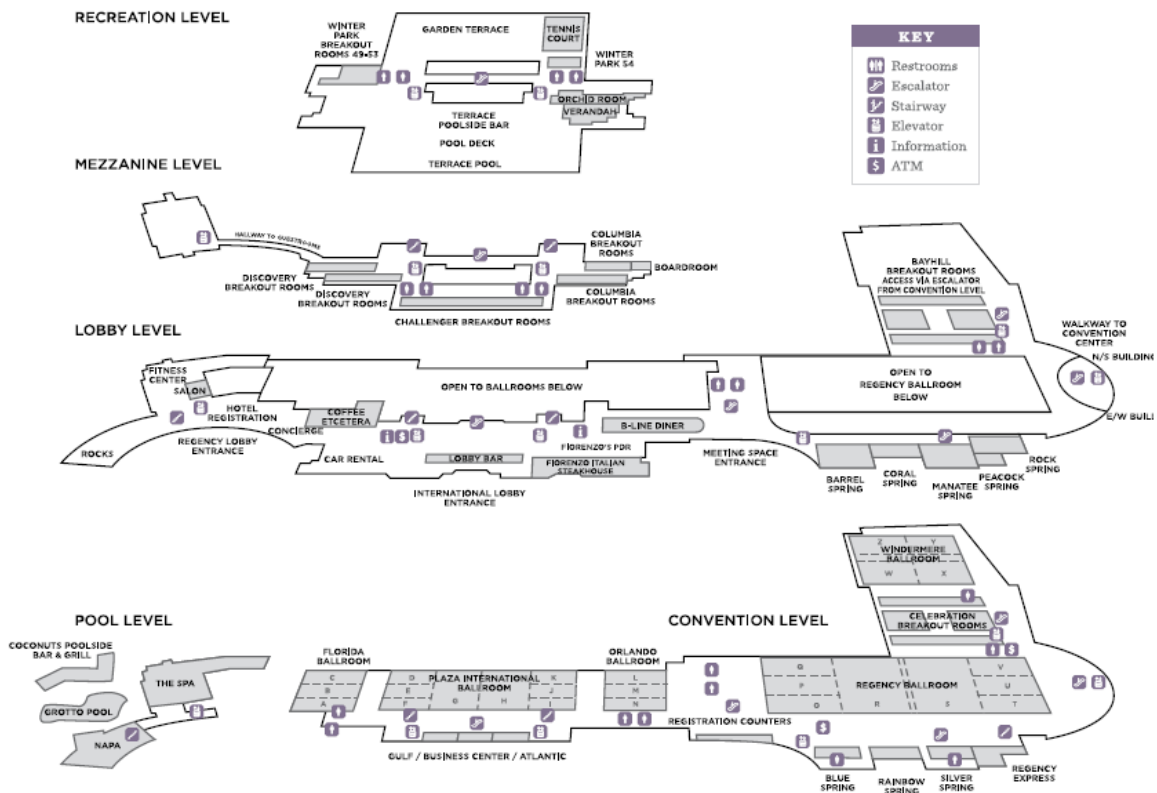 RECREATION LEVEL
WINTER
PARK
BREAKOUT
ROOMS 49-53
GARDEN TERRACE
TENNIS
COURT
WINTER
PARK 54
ORCHID ROOM
VERANDAH
TERRACE
POOLSIDE BAR
POOL DECK
TERRACE POOL
KEY
Restrooms
Escalator
Stairway
Elevator
Information
ATM
MEZZANINE LEVEL
HALLWAY TO GUESTROOMS
DISCOVERY
BREAKOUT ROOMS
DISCOVERY
BREAKOUT ROOMS
COLUMBIA
BREAKOUT
ROOMS
BOARDROOM
COLUMBIA
BREAKOUT ROOMS
CHALLENGER BREAKOUT ROOMS
BAYHILL
BREAKOUT ROOMS
ACCESS VIA ESCALATOR
FROM CONVENTION LEVEL
WALKWAY TO
CONVENTION
CENTER
N/S BUILDING
LOBBY LEVEL
FITNESS
CENTER
SALON
HOTEL
REGISTRATION
OPEN TO BALLROOMS BELOW
COFFEE
ETCETERA
CONCIERGE
REGENCY LOBBY
ENTRANCE
ROCKS
CAR RENTAL
LOBBY BAR
INTERNATIONAL LOBBY
ENTRANCE
FIORENZO'S PDR
FIORENZO ITALIAN
STEAKHOUSE
B-LINE DINER
MEETING SPACE
ENTRANCE
OPEN TO
REGENCY BALLROOM
BELOW
E/W BUIL
BARREL
SPRING
CORAL
SPRING
MANATEE
SPRING
PEACOCK
SPRING
ROCK
SPRING
POOL LEVEL
COCONUTS POOLSIDE
BAR & GRILL
THE SPA
GROTTO POOL
NAPA
CONVENTION LEVEL
FLORIDA
BALLROOM
C
B
A
PLAZA INTERNATIONAL
BALLROOM
D
E
F
G
H
K
J
I
ORLANDO
BALLROOM
L
M
N
GULF / BUSINESS CENTER / ATLANTIC
REGISTRATION COUNTERS
Z Y
WINDERMERE
BALLROOM
W X
CELEBRATION
BREAKOUT ROOMS
REGENCY BALLROOM
Q
P
O
R
S
V
U
T
BLUE
SPRING
RAINBOW
SPRING
SILVER
SPRING
REGENCY
EXPRESS